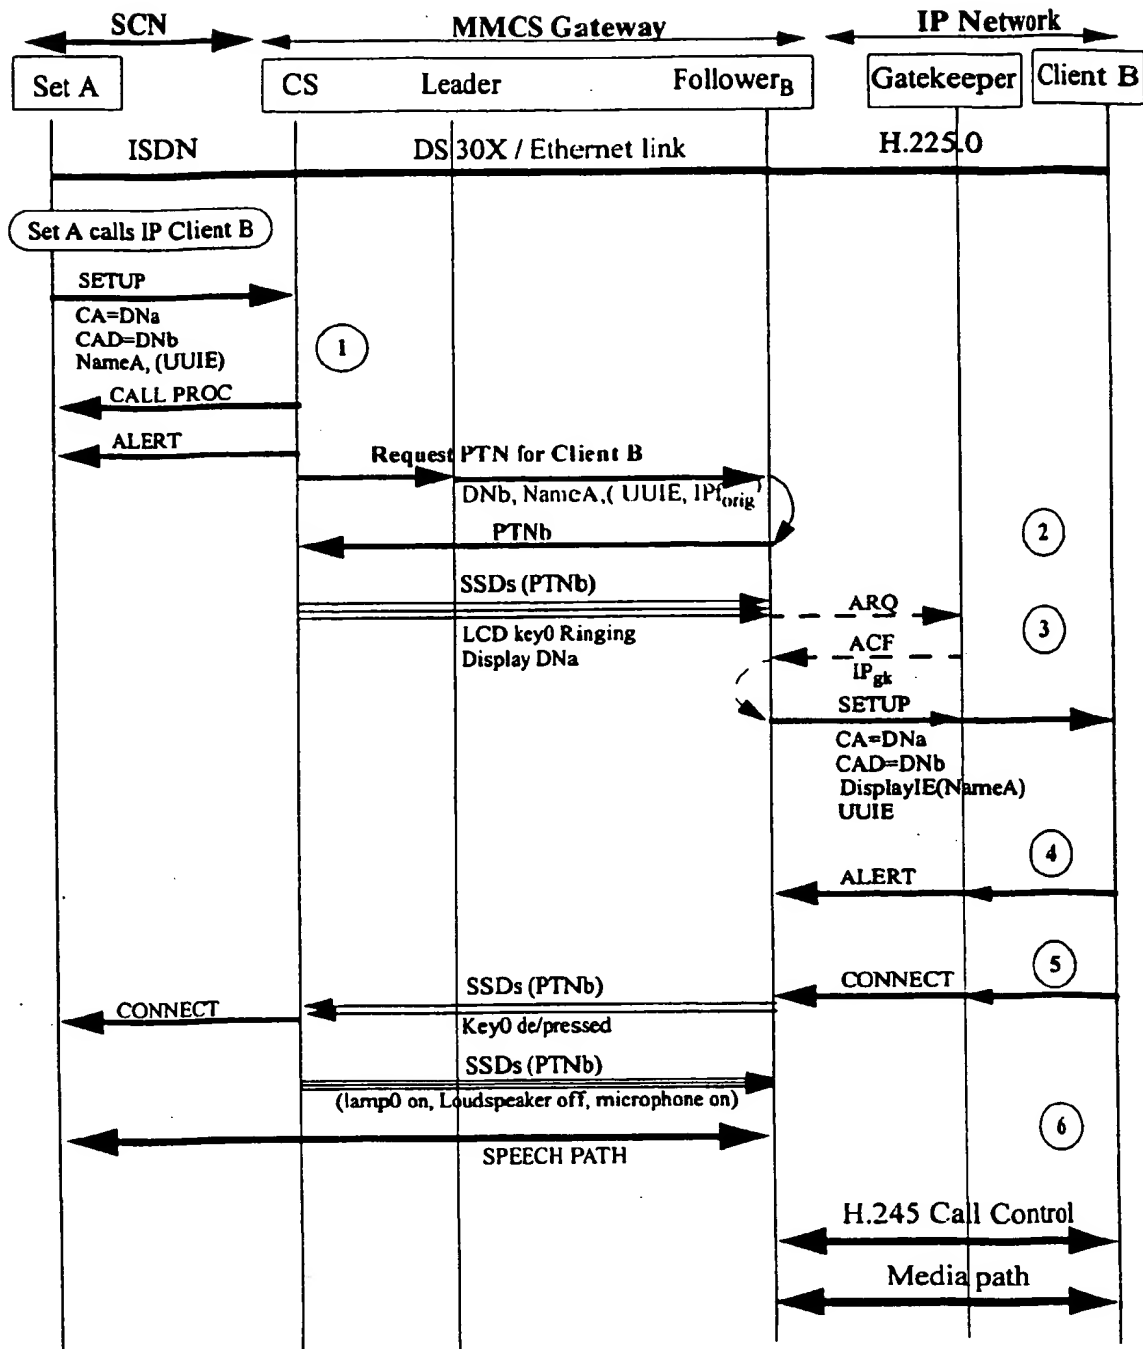 SCN MMCS Gateway IP Network
Set A CS Leader Follower_B Gatekeeper Client B
ISDN DS 30X / Ethernet link H.225.0
Set A calls IP Client B
SETUP
CA=DNa
CAD=DNb
NameA, (UUIE)
1
CALL PROC
ALERT
Request PTN for Client B
DNb, NameA,( UUIE, IPf_orig)
PTNb
2
SSDs (PTNb)
ARQ
LCD key0 Ringing
Display DNa
3
ACF
IP_gk
SETUP
CA=DNa
CAD=DNb
DisplayIE(NameA)
UUIE
4
ALERT
5
SSDs (PTNb)
CONNECT
CONNECT
Key0 de/pressed
SSDs (PTNb)
(lamp0 on, Loudspeaker off, microphone on)
6
SPEECH PATH
H.245 Call Control
Media path